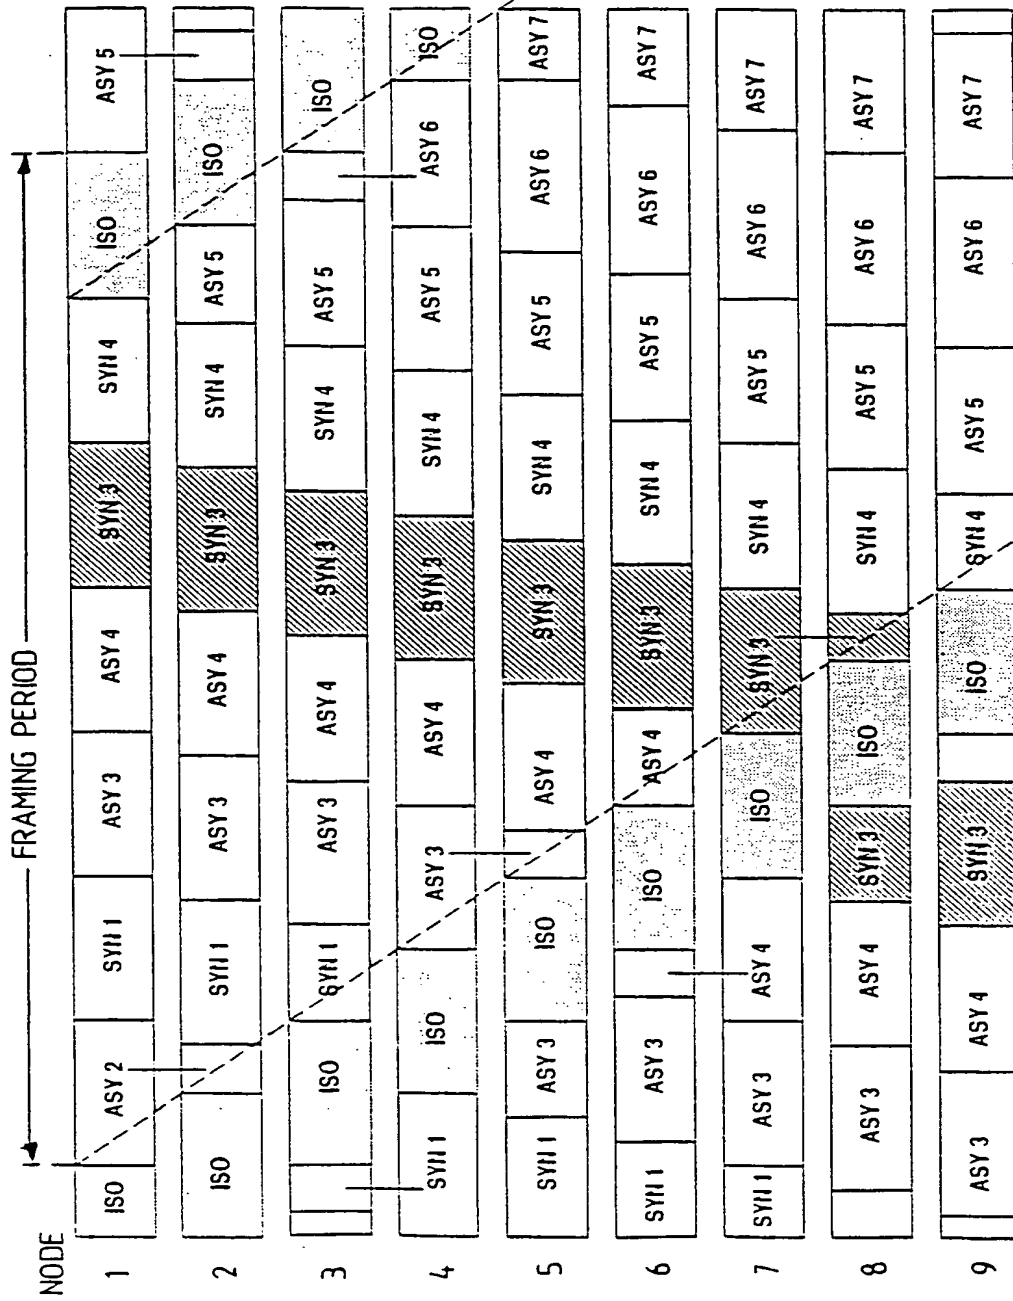 FRAMING PERIOD
NODE
1 ISO ASY 2 SYN 1 ASY 3 ASY 4 SYN 3 SYN 4 ISO ASY 5
2 ISO SYN 1 ASY 3 ASY 4 SYN 3 SYN 4 ASY 5 ISO
3 ISO SYN 1 ASY 3 ASY 4 SYN 3 SYN 4 ASY 5 ISO
4 SYN 1 ISO ASY 3 ASY 4 SYN 3 SYN 4 ASY 5 ASY 6 ISO
5 SYN 1 ASY 3 ISO ASY 4 SYN 3 SYN 4 ASY 5 ASY 6 ASY 7
6 SYN 1 ASY 3 ISO ASY 4 SYN 3 SYN 4 ASY 5 ASY 6 ASY 7
7 SYN 1 ASY 3 ASY 4 ISO SYN 3 SYN 4 ASY 5 ASY 6 ASY 7
8 ASY 3 ASY 4 SYN 3 ISO SYN 4 ASY 5 ASY 6 ASY 7
9 ASY 3 ASY 4 SYN 3 ISO SYN 4 ASY 5 ASY 6 ASY 7